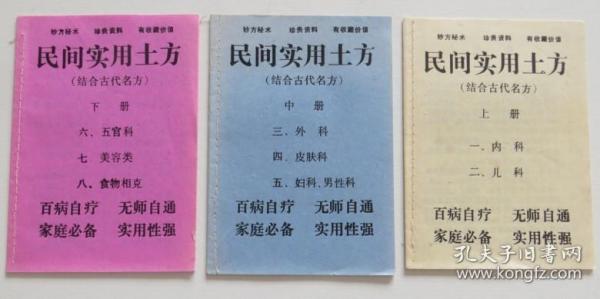 妙方秘术 珍贵资料 有收藏价值
民间实用土方
(结合古代名方)
下册
六、五官科
七 美容类
八、食物相克
百病自疗 无师自通
家庭必备 实用性强
妙方秘术 珍贵资料 有收藏价值
民间实用土方
(结合古代名方)
中册
三、外科
四、皮肤科
五、妇科、男性科
百病自疗 无师自通
家庭必备 实用性强
妙方秘术 珍贵资料 有收藏价值
民间实用土方
(结合古代名方)
上册
一、内科
二、儿科
百病自疗 无师自通
家庭必备 实用性强
孔夫子旧书网
www.kongfz.com